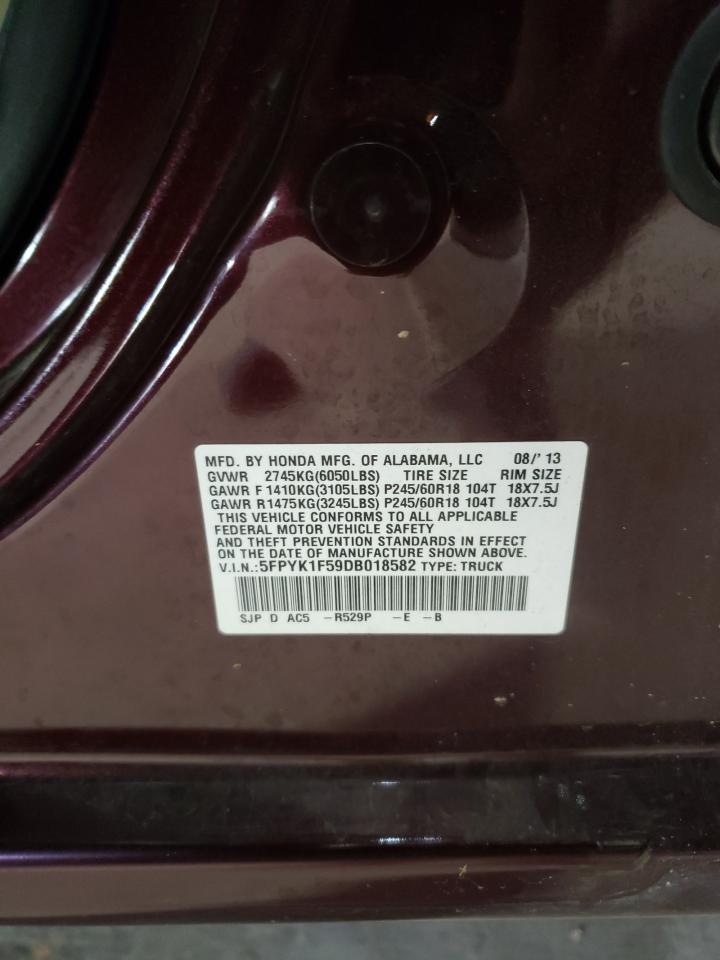 MFD. BY HONDA MFG. OF ALABAMA, LLC 08/' 13
GVWR 2745KG(6050LBS) TIRE SIZE RIM SIZE
GAWR F 1410KG(3105LBS) P245/60R18 104T 18X7.5J
GAWR R1475KG(3245LBS) P245/60R18 104T 18X7.5J
THIS VEHICLE CONFORMS TO ALL APPLICABLE
FEDERAL MOTOR VEHICLE SAFETY
AND THEFT PREVENTION STANDARDS IN EFFECT
ON THE DATE OF MANUFACTURE SHOWN ABOVE.
V.I.N.:5FPYK1F59DB018582 TYPE: TRUCK
SJP D AC5 -R529P -E -B